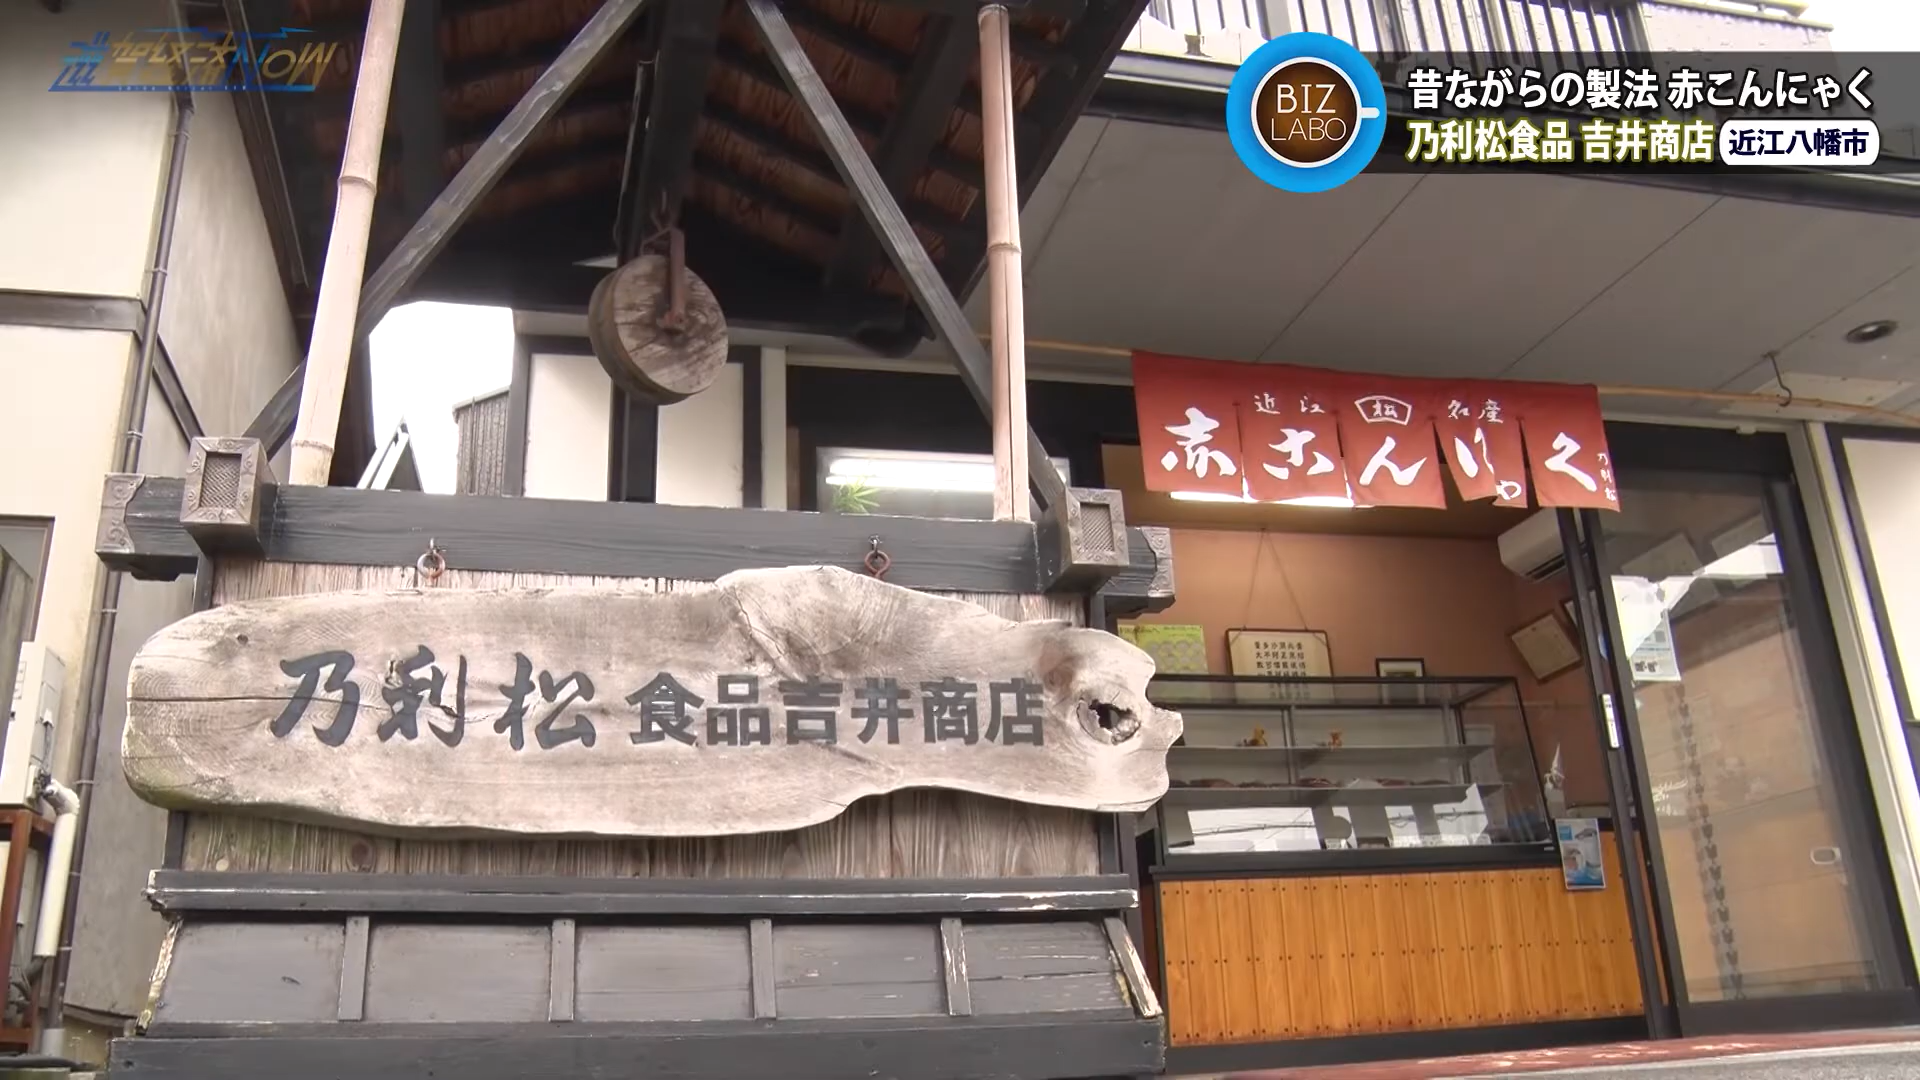 滋賀経済NOW
BIZ
LABO
昔ながらの製法 赤こんにゃく
乃利松食品 吉井商店 近江八幡市
近江 松 名産
赤こんにゃく
乃利松
乃利松食品吉井商店